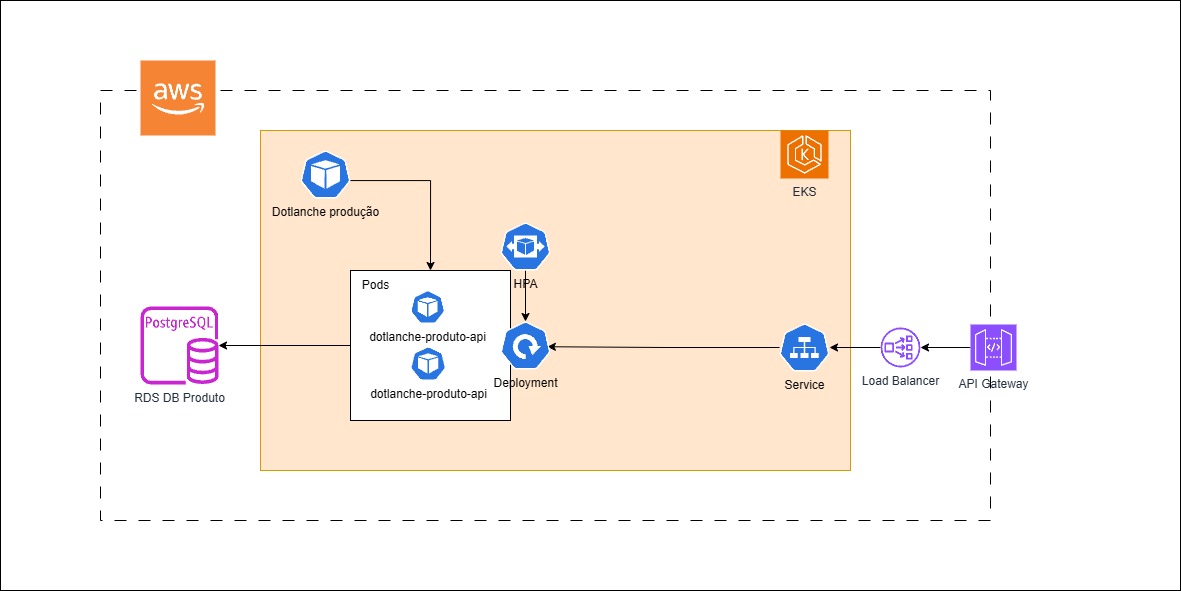 aws
EKS
Dotlanche produção
HPA
Pods
dotlanche-produto-api
dotlanche-produto-api
Deployment
PostgreSQL
RDS DB Produto
Service
Load Balancer
API Gateway